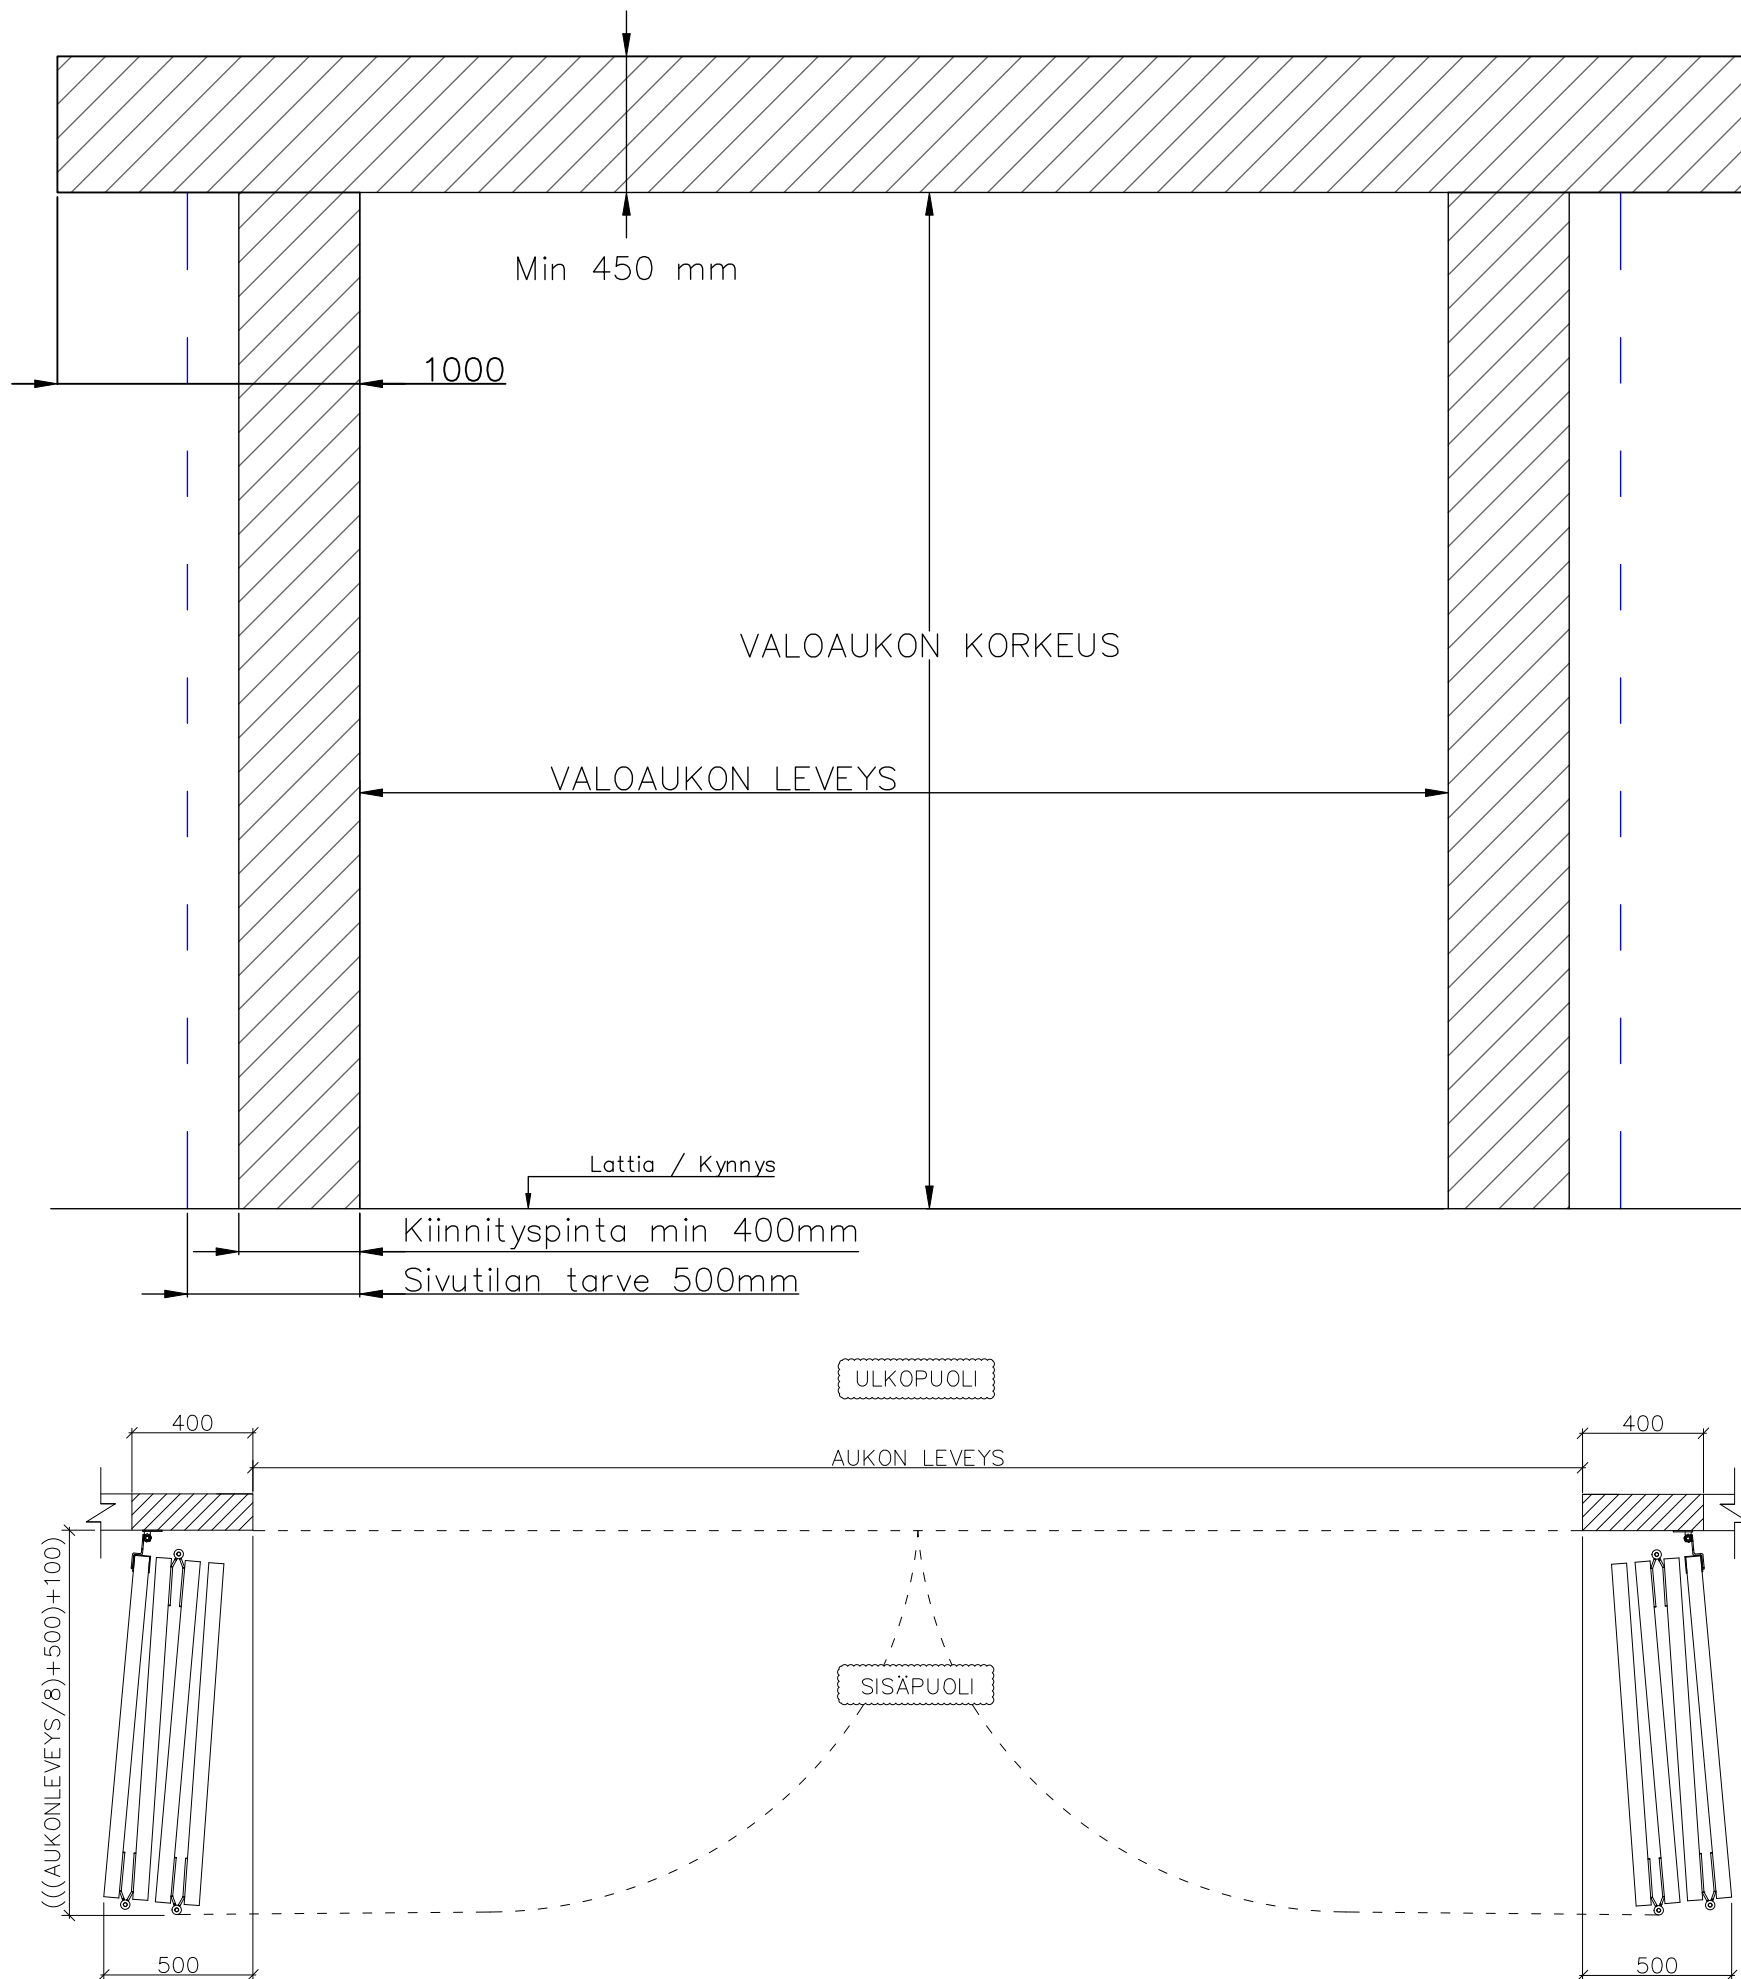 Min 450 mm
1000
VALOAUKON KORKEUS
VALOAUKON LEVEYS
Lattia / Kynnys
Kiinnityspinta min 400mm
Sivutilan tarve 500mm
ULKOPUOLI
400
400
AUKON LEVEYS
(((AUKONLEVEYS/8)+500)+100)
SISÄPUOLI
500
500